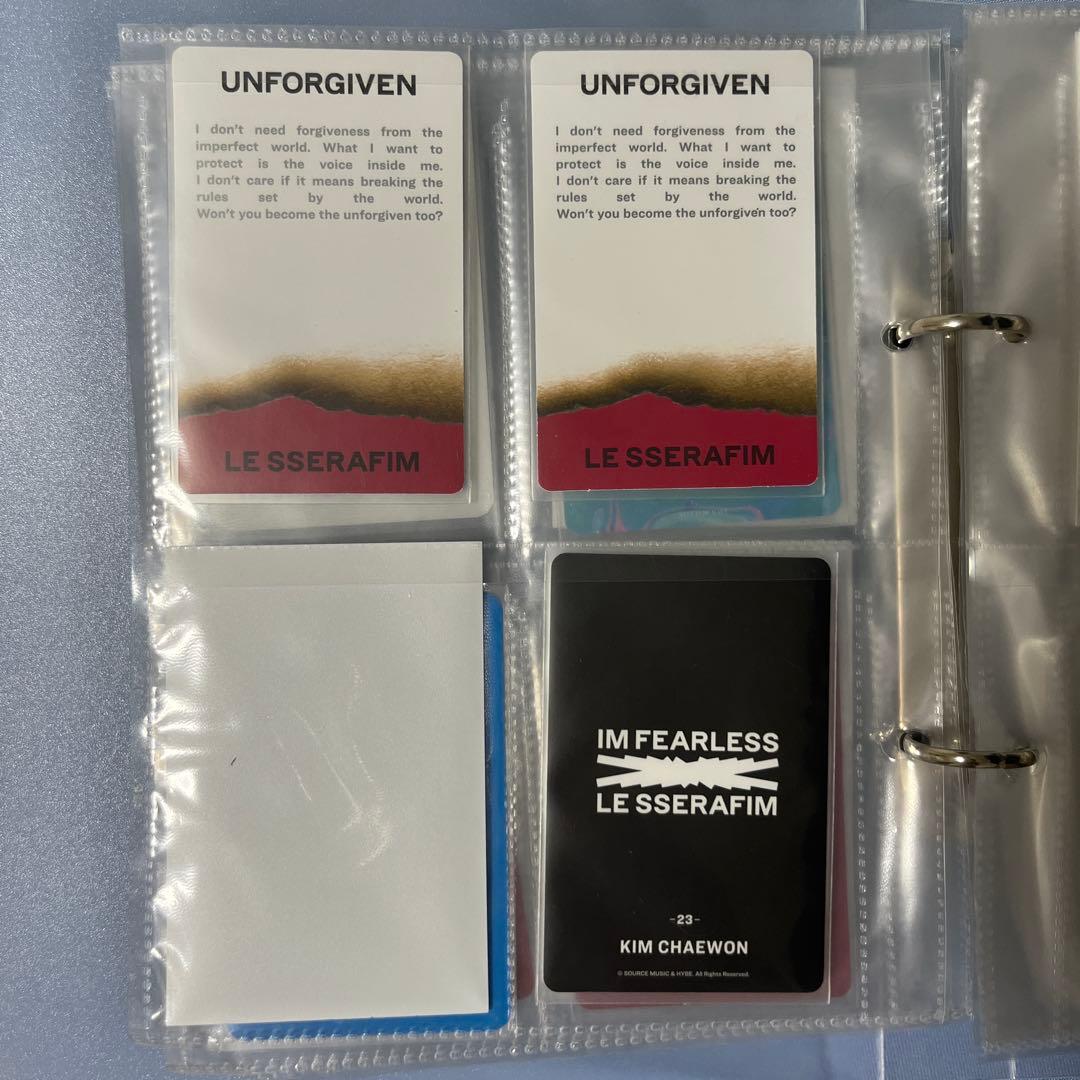 UNFORGIVEN
I don't need forgiveness from the
imperfect world. What I want to
protect is the voice inside me.
I don't care if it means breaking the
rules set by the world.
Won't you become the unforgiven too?
LE SSERAFIM
UNFORGIVEN
I don't need forgiveness from the
imperfect world. What I want to
protect is the voice inside me.
I don't care if it means breaking the
rules set by the world.
Won't you become the unforgiven too?
LE SSERAFIM
IM FEARLESS
LE SSERAFIM
-23-
KIM CHAEWON
© SOURCE MUSIC & HYBE. All Rights Reserved.